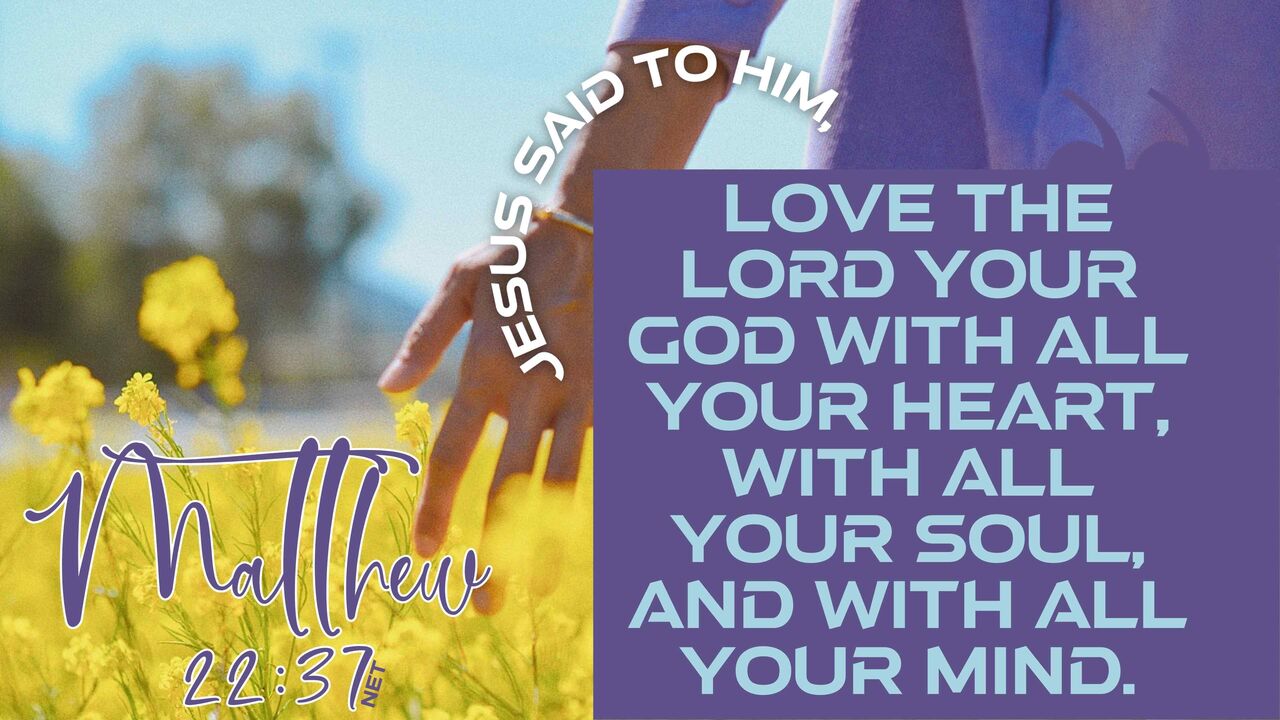 JESUS SAID TO HIM,
LOVE THE
LORD YOUR
GOD WITH ALL
YOUR HEART,
WITH ALL
YOUR SOUL,
AND WITH ALL
YOUR MIND.
Matthew
22:37
NET